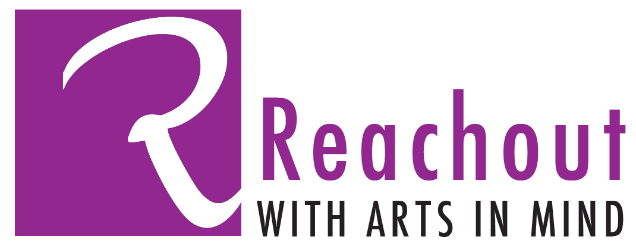 R
Reachout
WITH ARTS IN MIND